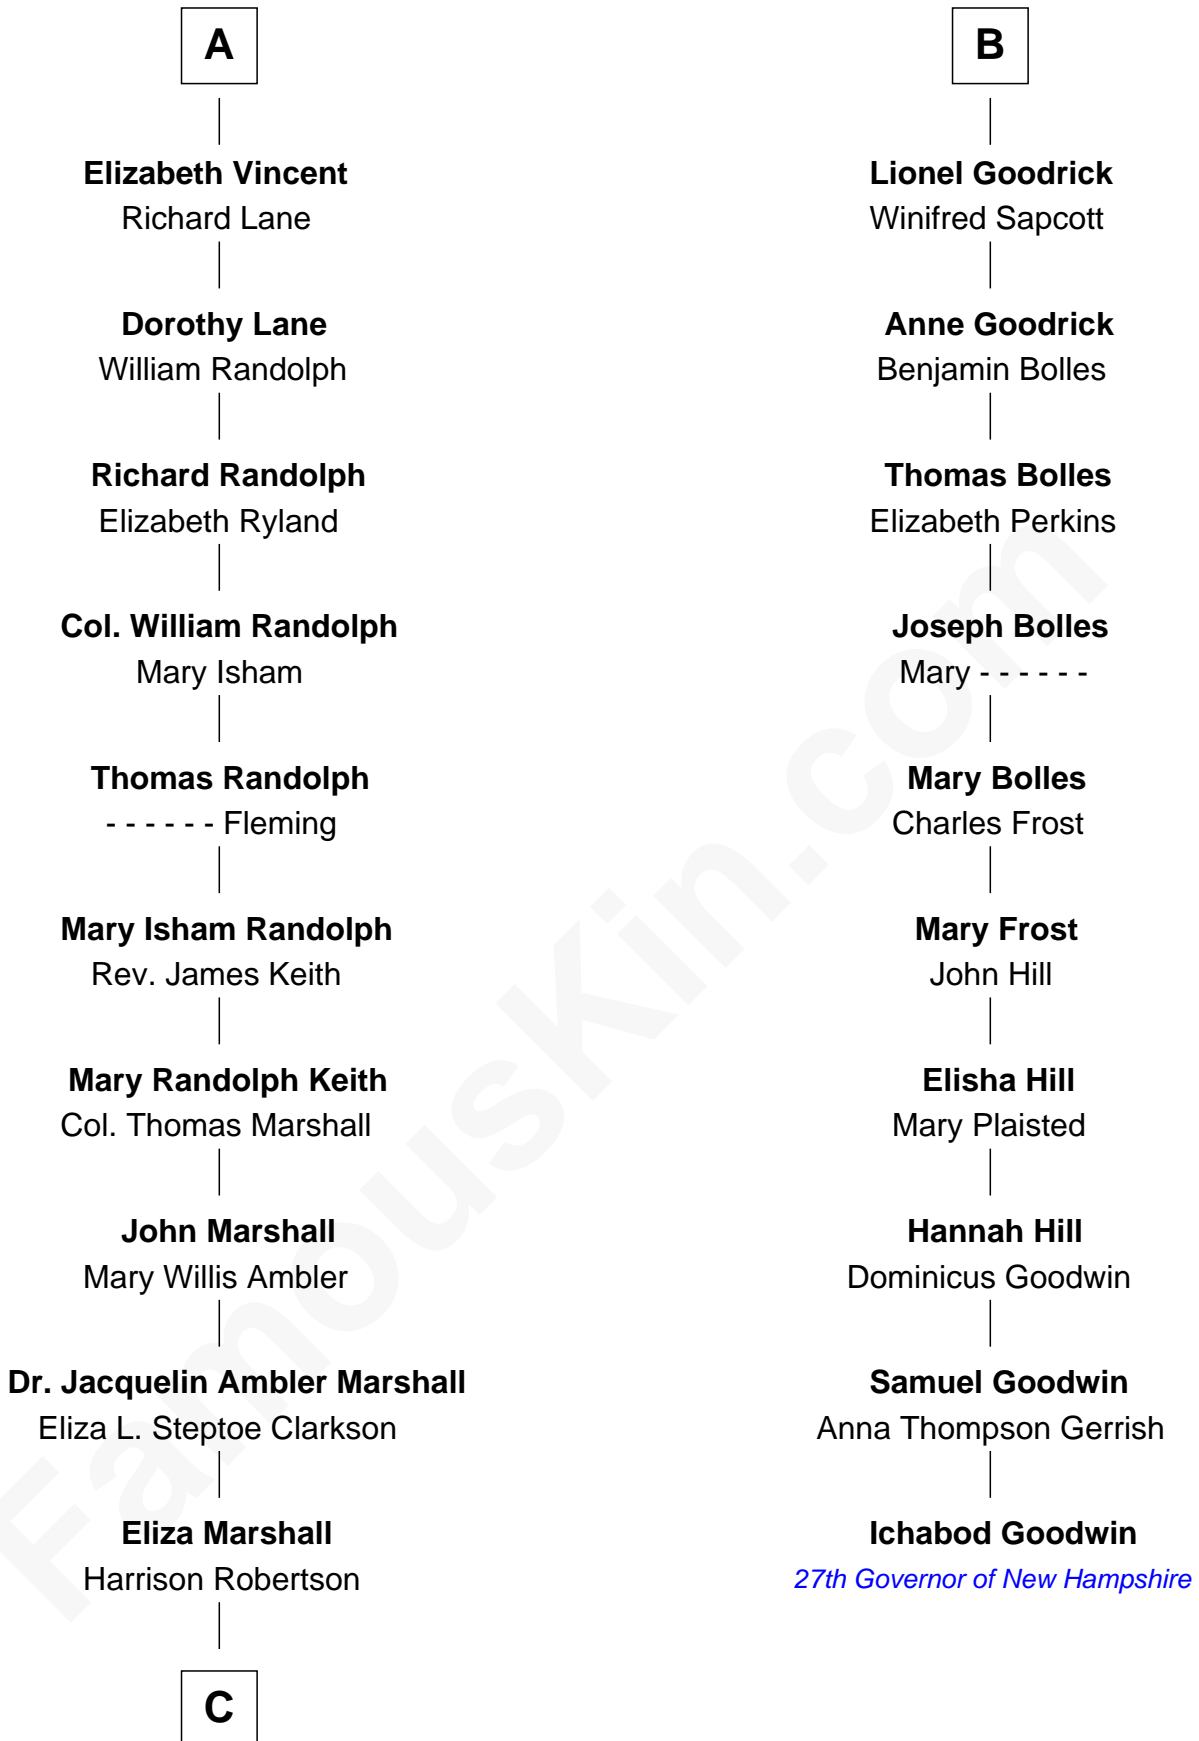 A
Elizabeth Vincent
Richard Lane
Dorothy Lane
William Randolph
Richard Randolph
Elizabeth Ryland
Col. William Randolph
Mary Isham
Thomas Randolph
- - - - - - Fleming
Mary Isham Randolph
Rev. James Keith
Mary Randolph Keith
Col. Thomas Marshall
John Marshall
Mary Willis Ambler
Dr. Jacquelin Ambler Marshall
Eliza L. Steptoe Clarkson
Eliza Marshall
Harrison Robertson
C
B
Lionel Goodrick
Winifred Sapcott
Anne Goodrick
Benjamin Bolles
Thomas Bolles
Elizabeth Perkins
Joseph Bolles
Mary - - - - - -
Mary Bolles
Charles Frost
Mary Frost
John Hill
Elisha Hill
Mary Plaisted
Hannah Hill
Dominicus Goodwin
Samuel Goodwin
Anna Thompson Gerrish
Ichabod Goodwin
27th Governor of New Hampshire
FamousKin.com